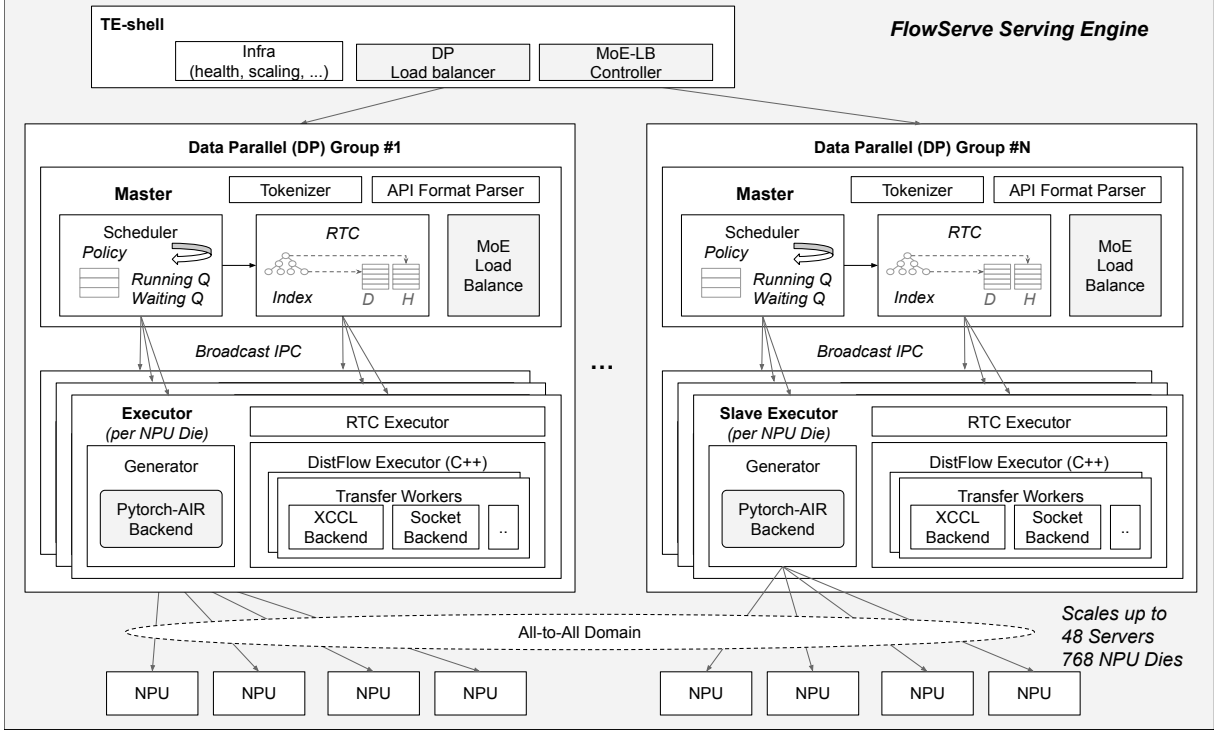 TE-shell
FlowServe Serving Engine
Infra
(health, scaling, ...)
DP
Load balancer
MoE-LB
Controller
Data Parallel (DP) Group #1
Master
Tokenizer
API Format Parser
Scheduler
Policy
Running Q
Waiting Q
RTC
Index
D
H
MoE
Load
Balance
Broadcast IPC
Executor
(per NPU Die)
Generator
Pytorch-AIR
Backend
RTC Executor
DistFlow Executor (C++)
Transfer Workers
XCCL
Backend
Socket
Backend
..
...
Data Parallel (DP) Group #N
Master
Tokenizer
API Format Parser
Scheduler
Policy
Running Q
Waiting Q
RTC
Index
D
H
MoE
Load
Balance
Broadcast IPC
Slave Executor
(per NPU Die)
Generator
Pytorch-AIR
Backend
RTC Executor
DistFlow Executor (C++)
Transfer Workers
XCCL
Backend
Socket
Backend
..
All-to-All Domain
Scales up to
48 Servers
768 NPU Dies
NPU
NPU
NPU
NPU
NPU
NPU
NPU
NPU